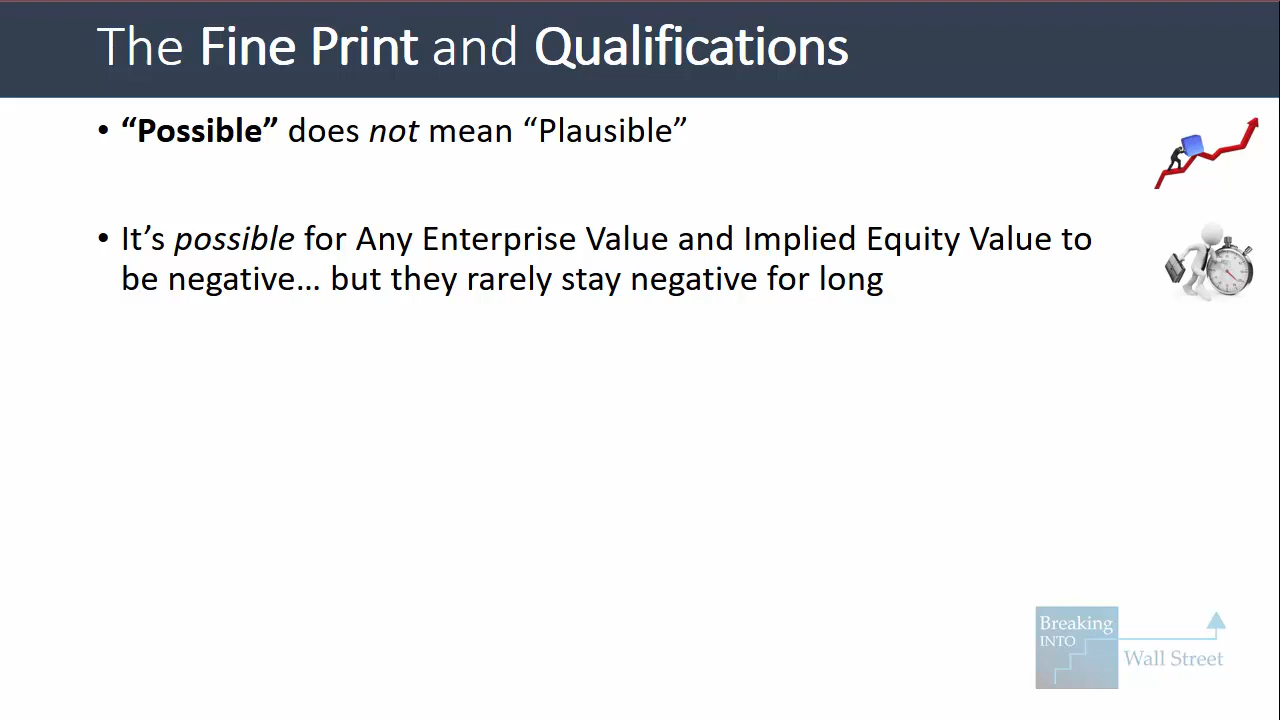 The Fine Print and Qualifications
• “Possible” does not mean “Plausible”
• It’s possible for Any Enterprise Value and Implied Equity Value to
be negative... but they rarely stay negative for long
Breaking
INTO
Wall Street